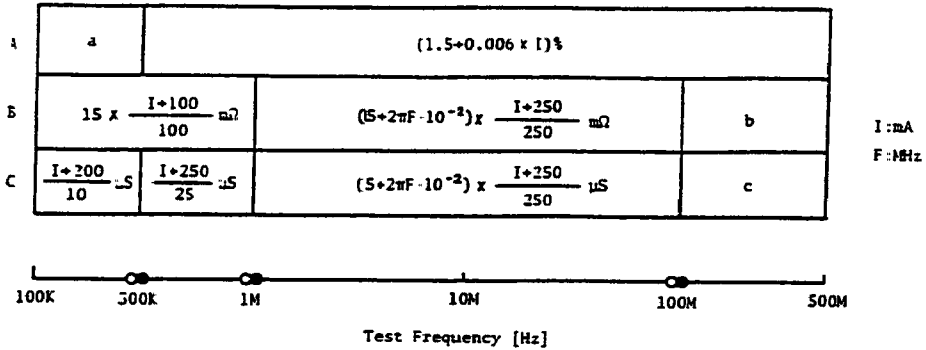 A a (1.5+0.006 x I)%
B 15 x I+100/100 mΩ (15+2πF·10⁻²) x I+250/250 mΩ b
I:mA
F:MHz
C I+200/10 μS I+250/25 μS (5+2πF·10⁻²) x I+250/250 μS c
100K 300K 1M 10M 100M 500M
Test Frequency [Hz]